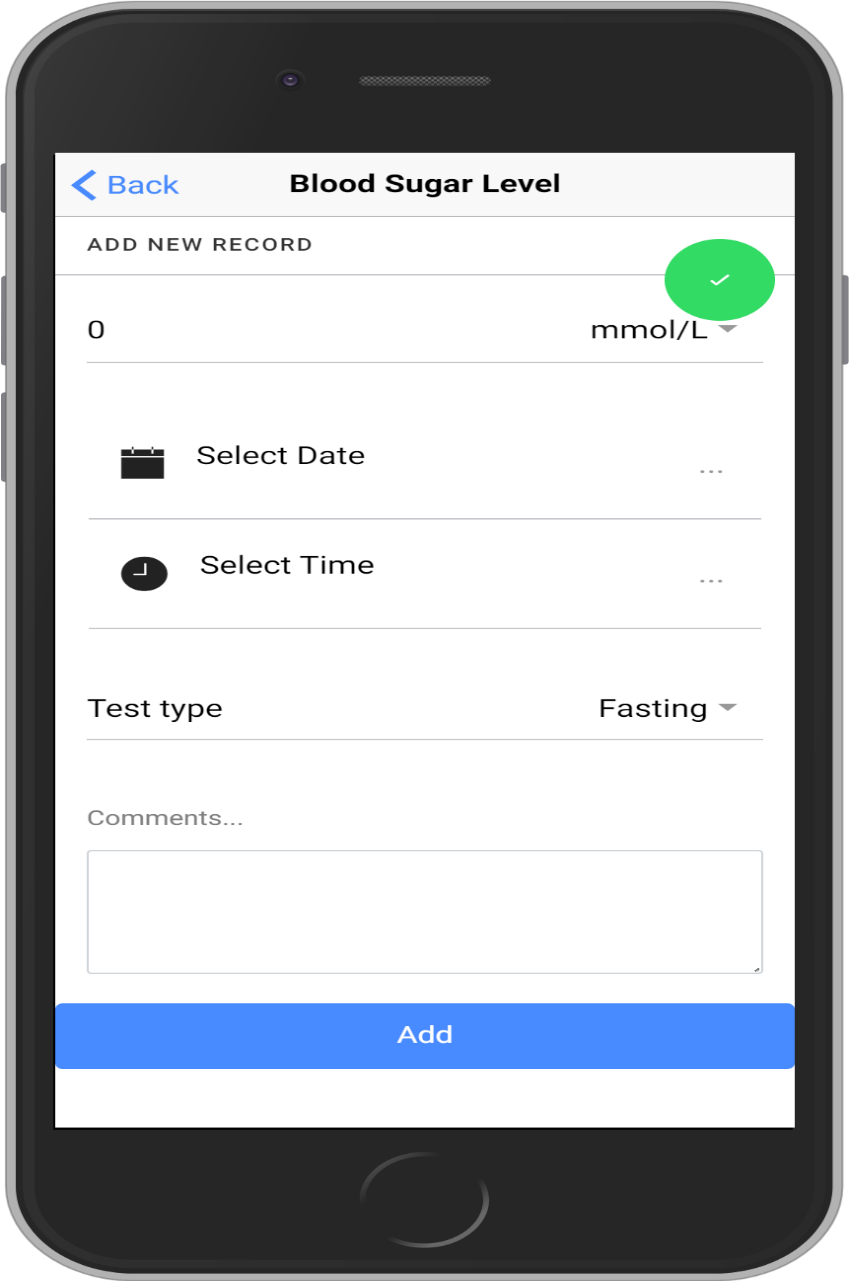 Back
Blood Sugar Level
ADD NEW RECORD
0 mmol/L
Select Date ...
Select Time ...
Test type Fasting
Comments...
Add